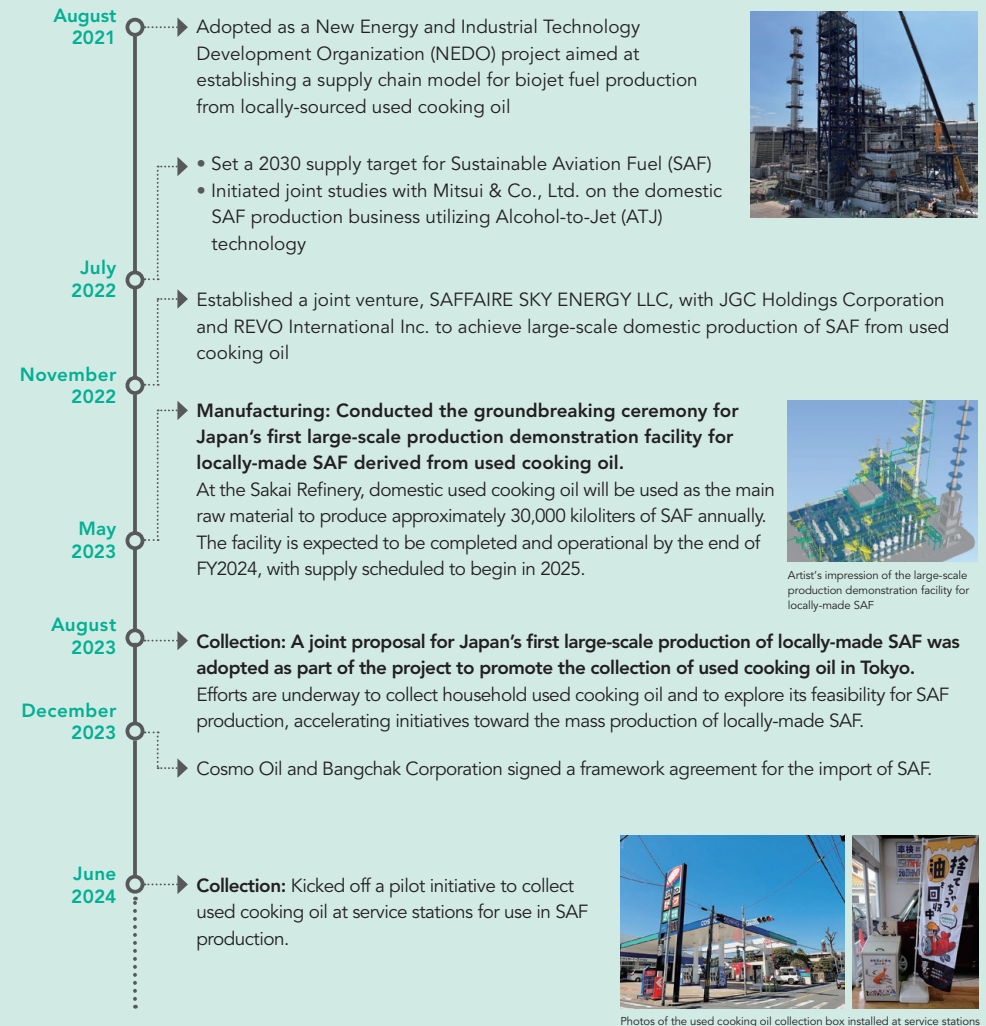 August
2021
Adopted as a New Energy and Industrial Technology
Development Organization (NEDO) project aimed at
establishing a supply chain model for biojet fuel production
from locally-sourced used cooking oil
• Set a 2030 supply target for Sustainable Aviation Fuel (SAF)
• Initiated joint studies with Mitsui & Co., Ltd. on the domestic
SAF production business utilizing Alcohol-to-Jet (ATJ)
technology
July
2022
Established a joint venture, SAFFAIRE SKY ENERGY LLC, with JGC Holdings Corporation
and REVO International Inc. to achieve large-scale domestic production of SAF from used
cooking oil
November
2022
Manufacturing: Conducted the groundbreaking ceremony for
Japan’s first large-scale production demonstration facility for
locally-made SAF derived from used cooking oil.
At the Sakai Refinery, domestic used cooking oil will be used as the main
raw material to produce approximately 30,000 kiloliters of SAF annually.
The facility is expected to be completed and operational by the end of
FY2024, with supply scheduled to begin in 2025.
May
2023
Artist’s impression of the large-scale
production demonstration facility for
locally-made SAF
August
2023
Collection: A joint proposal for Japan’s first large-scale production of locally-made SAF was
adopted as part of the project to promote the collection of used cooking oil in Tokyo.
Efforts are underway to collect household used cooking oil and to explore its feasibility for SAF
production, accelerating initiatives toward the mass production of locally-made SAF.
December
2023
Cosmo Oil and Bangchak Corporation signed a framework agreement for the import of SAF.
June
2024
Collection: Kicked off a pilot initiative to collect
used cooking oil at service stations for use in SAF
production.
車検
捨てちゃう
油を回収中
Photos of the used cooking oil collection box installed at service stations